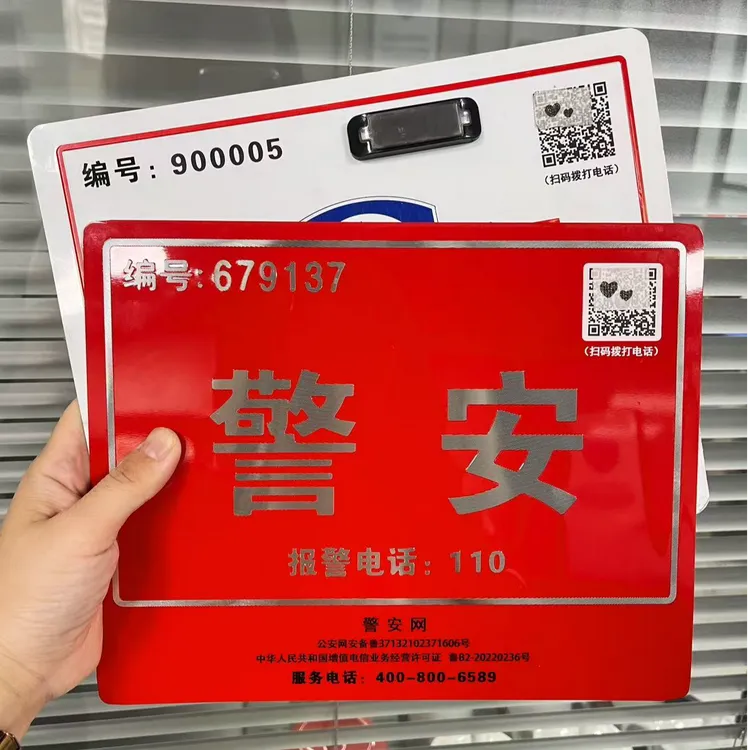 编号：900005
（扫码拨打电话）
编号：679137
（扫码拨打电话）
警 安
报警电话：110
警安网
公安网安备鲁37132102371606号
中华人民共和国增值电信业务经营许可证 鲁B2-20220236号
服务电话：400-800-6589